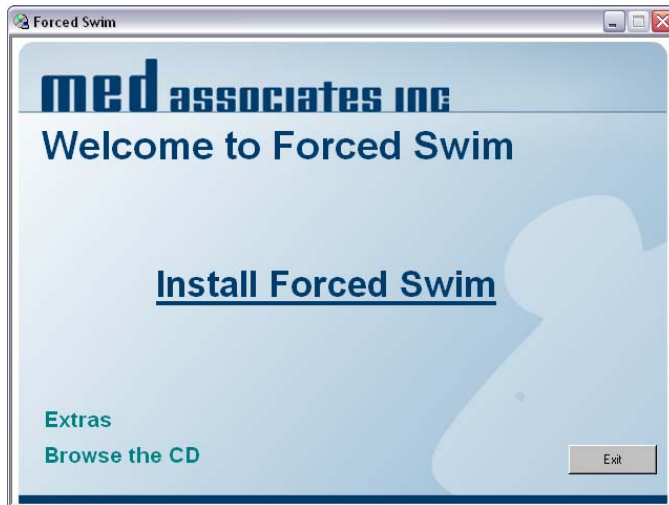 Forced Swim
med associates inc
Welcome to Forced Swim
Install Forced Swim
Extras
Browse the CD
Exit